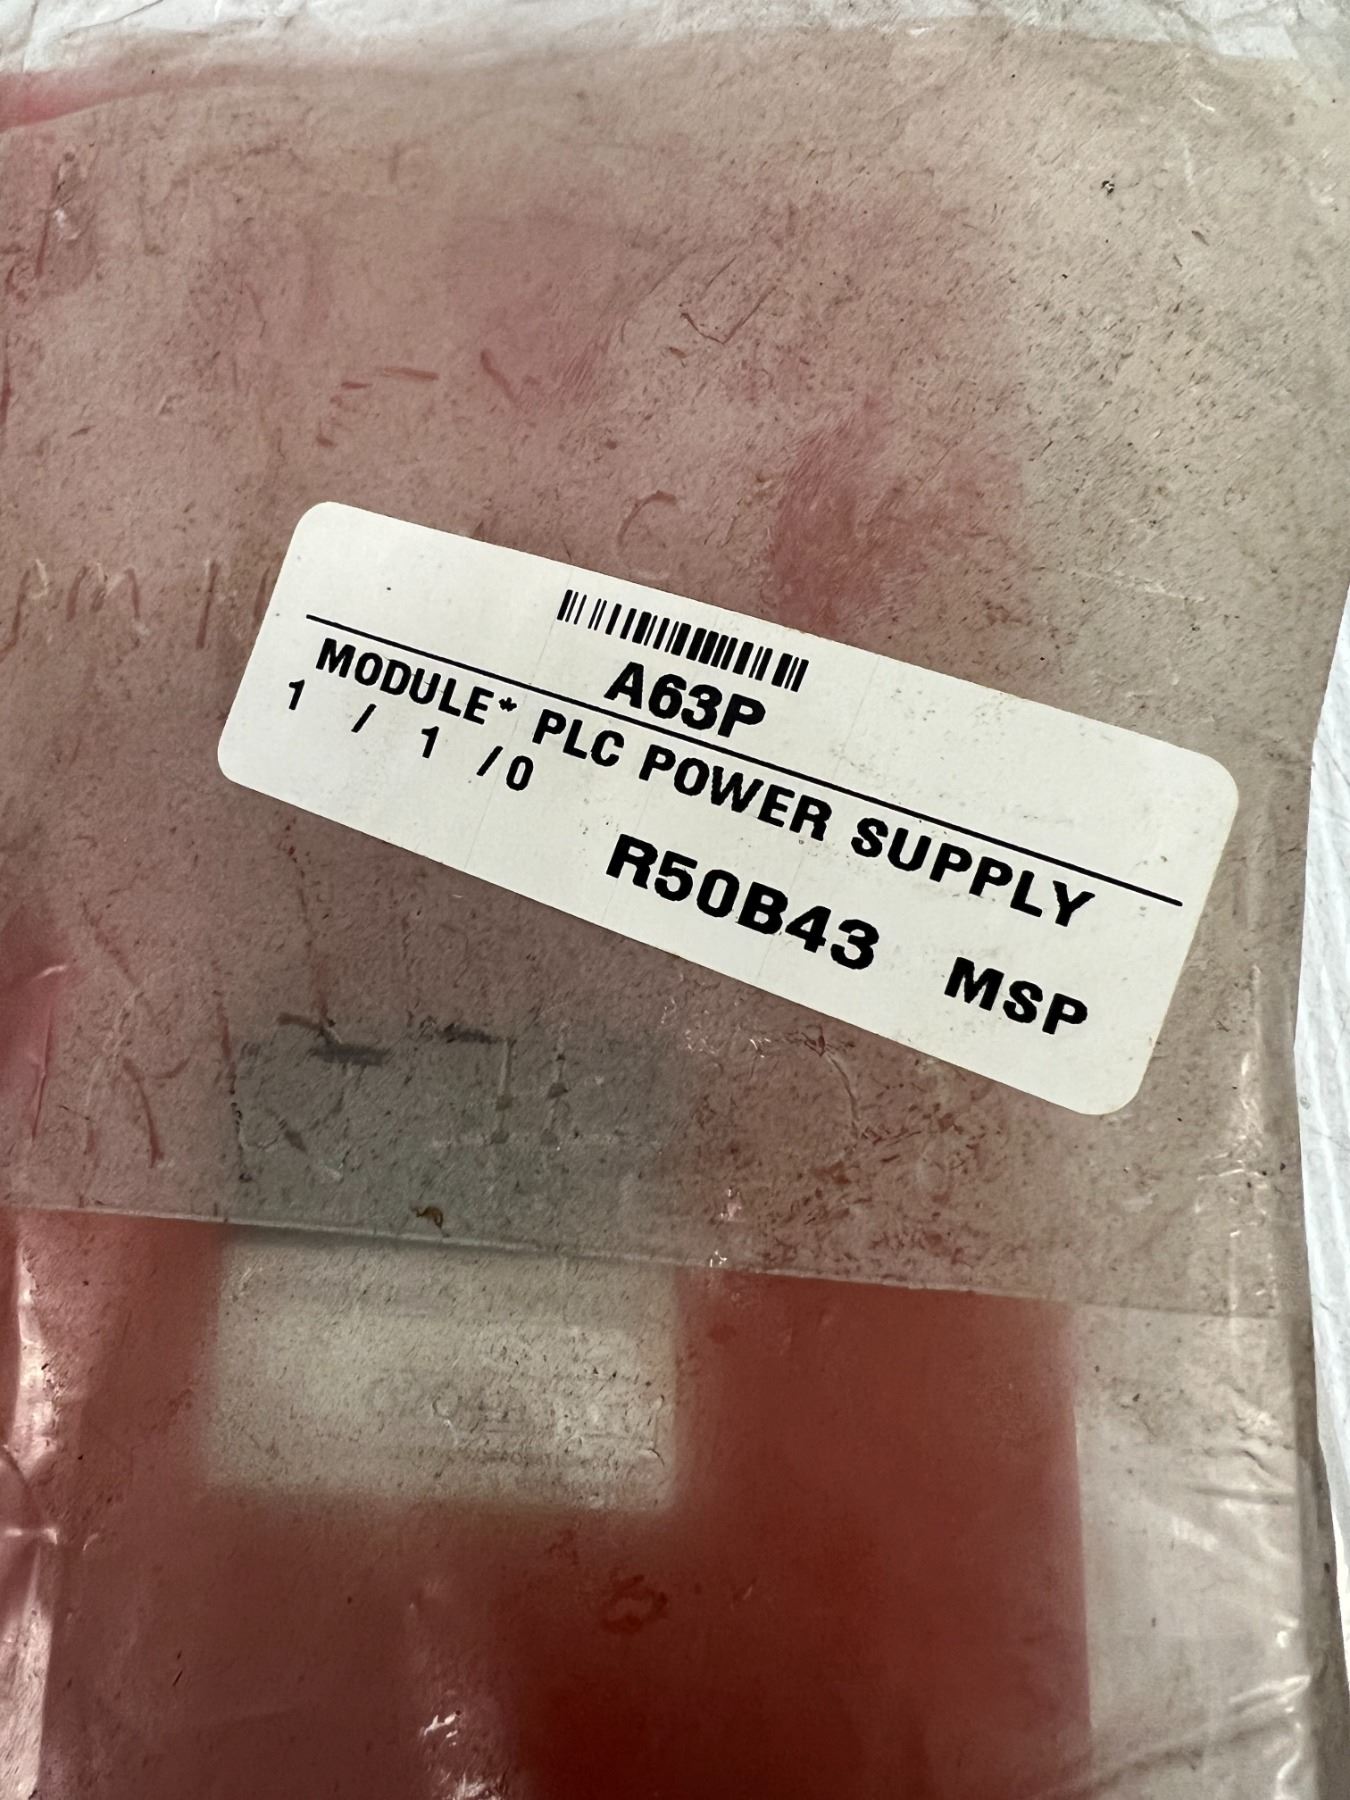 A63P
MODULE* PLC POWER SUPPLY
1 / 1 /0
R50B43 MSP